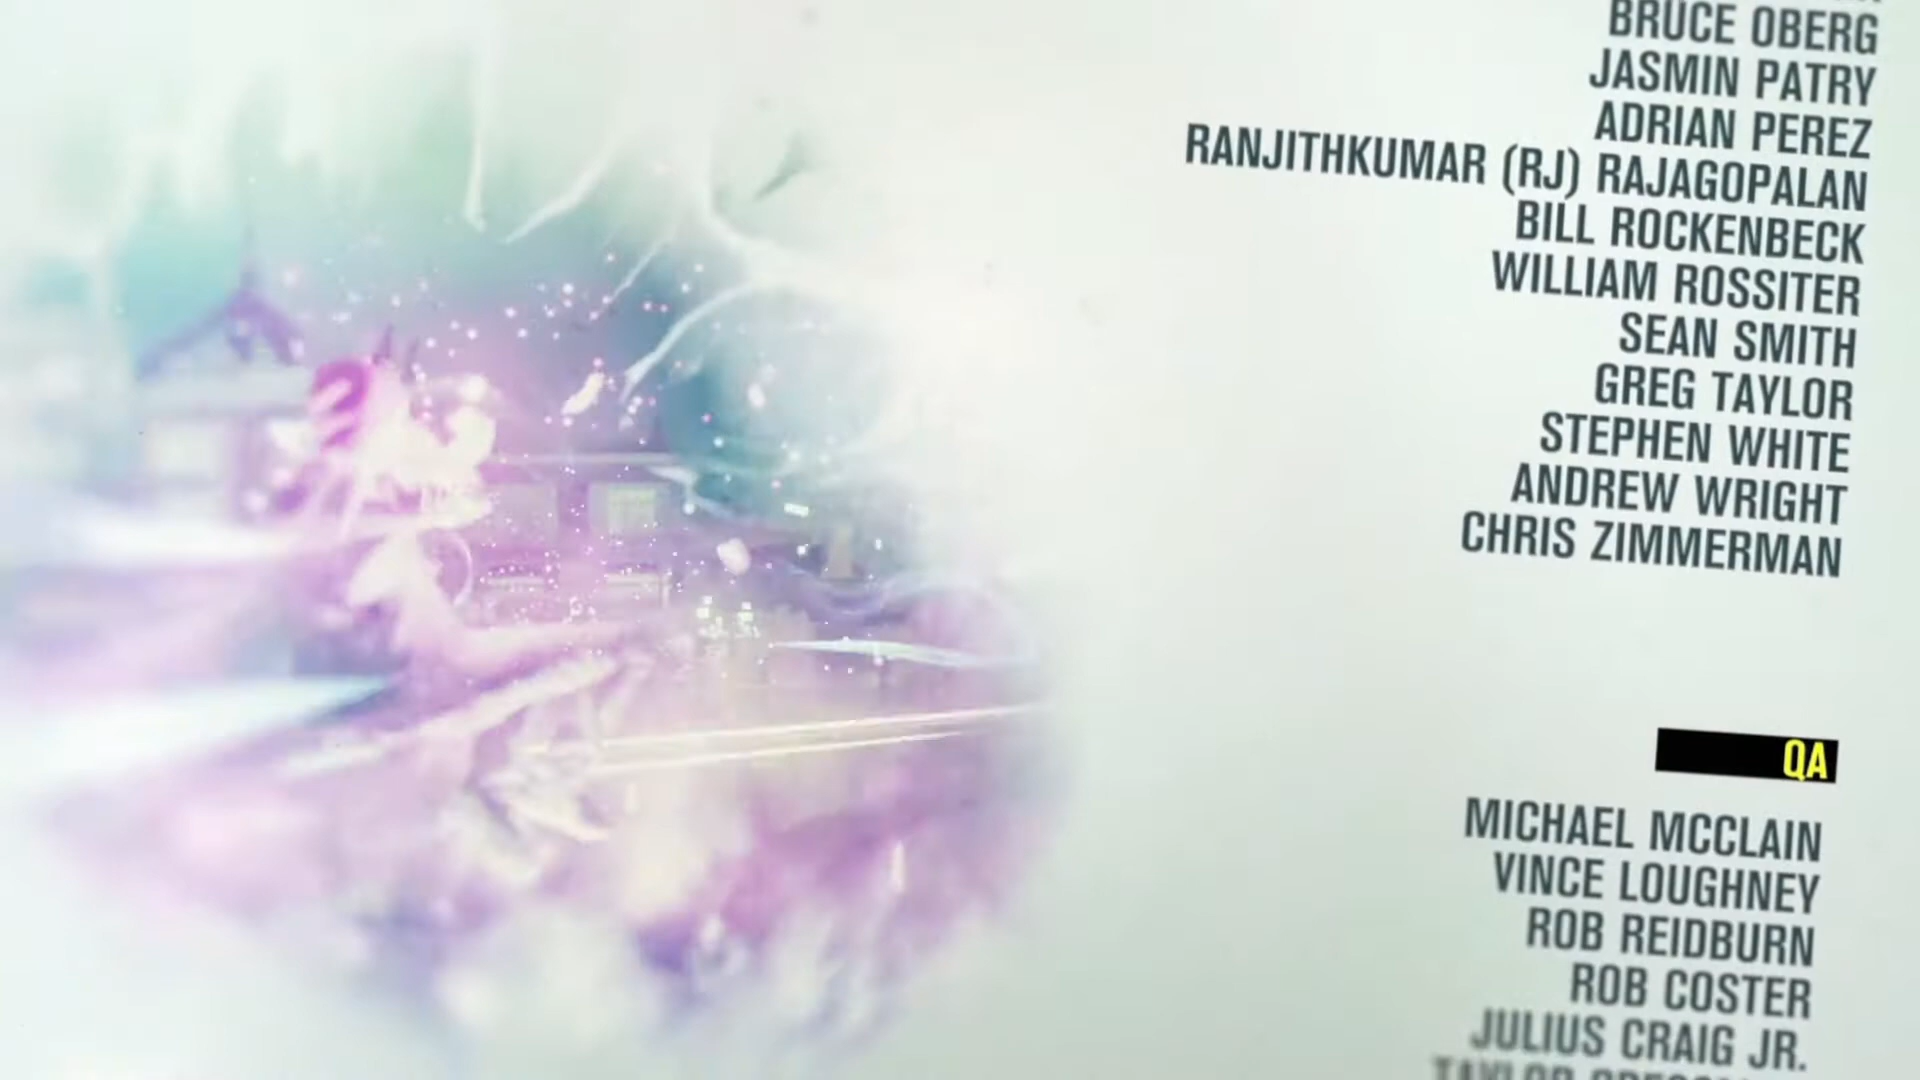 BRUCE OBERG
JASMIN PATRY
ADRIAN PEREZ
RANJITHKUMAR (RJ) RAJAGOPALAN
BILL ROCKENBECK
WILLIAM ROSSITER
SEAN SMITH
GREG TAYLOR
STEPHEN WHITE
ANDREW WRIGHT
CHRIS ZIMMERMAN
QA
MICHAEL MCCLAIN
VINCE LOUGHNEY
ROB REIDBURN
ROB COSTER
JULIUS CRAIG JR.